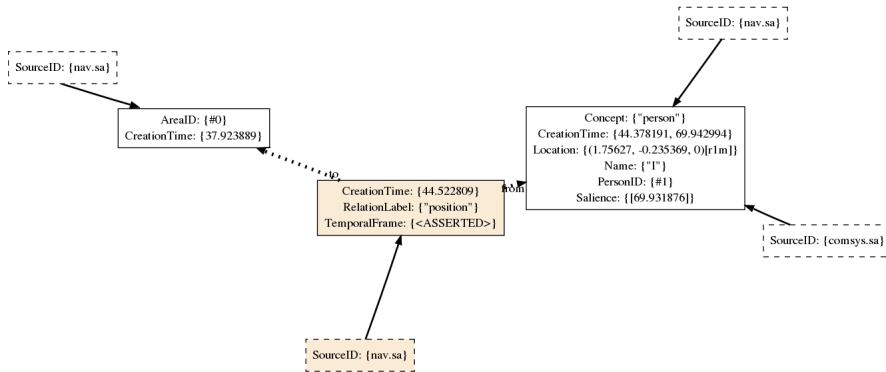 SourceID: {nav.sa}
SourceID: {nav.sa}
AreaID: {#0}
CreationTime: {37.923889}
Concept: {"person"}
CreationTime: {44.378191, 69.942994}
Location: {(1.75627, -0.235369, 0)[r1m]}
Name: {"I"}
PersonID: {#1}
Salience: {[69.931876]}
to
from
CreationTime: {44.522809}
RelationLabel: {"position"}
TemporalFrame: {<ASSERTED>}
SourceID: {comsys.sa}
SourceID: {nav.sa}